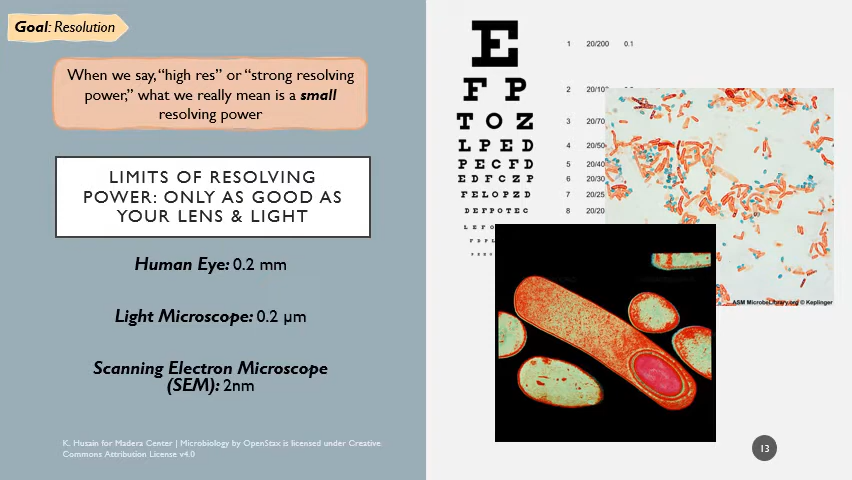 Goal: Resolution
When we say, “high res” or “strong resolving
power,” what we really mean is a small
resolving power
LIMITS OF RESOLVING
POWER: ONLY AS GOOD AS
YOUR LENS & LIGHT
Human Eye: 0.2 mm
Light Microscope: 0.2 µm
Scanning Electron Microscope
(SEM): 2nm
K. Husain for Madera Center | Microbiology by OpenStax is licensed under Creative
Commons Attribution License v4.0
E 1 20/200 0.1
F P 2
T O Z 3 20/70
L P E D 4 20/50
P E C F D 5 20/40
E D F C Z P 6 20/30
F E L O P Z D 7 20/25
D E F P O T E C 8 20/20
L E F O
F D P L
ASM MicrobeLibrary.org © Keplinger
13